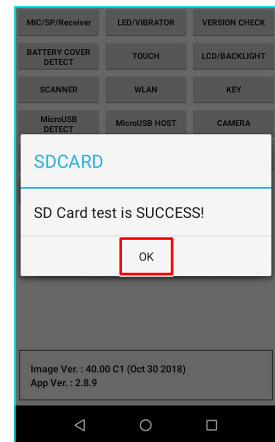 MIC/SP/Receiver LED/VIBRATOR VERSION CHECK
BATTERY COVER DETECT TOUCH LCD/BACKLIGHT
SCANNER WLAN KEY
MicroUSB DETECT MicroUSB HOST CAMERA
SDCARD
SD Card test is SUCCESS!
OK
Image Ver. : 40.00 C1 (Oct 30 2018)
App Ver. : 2.8.9